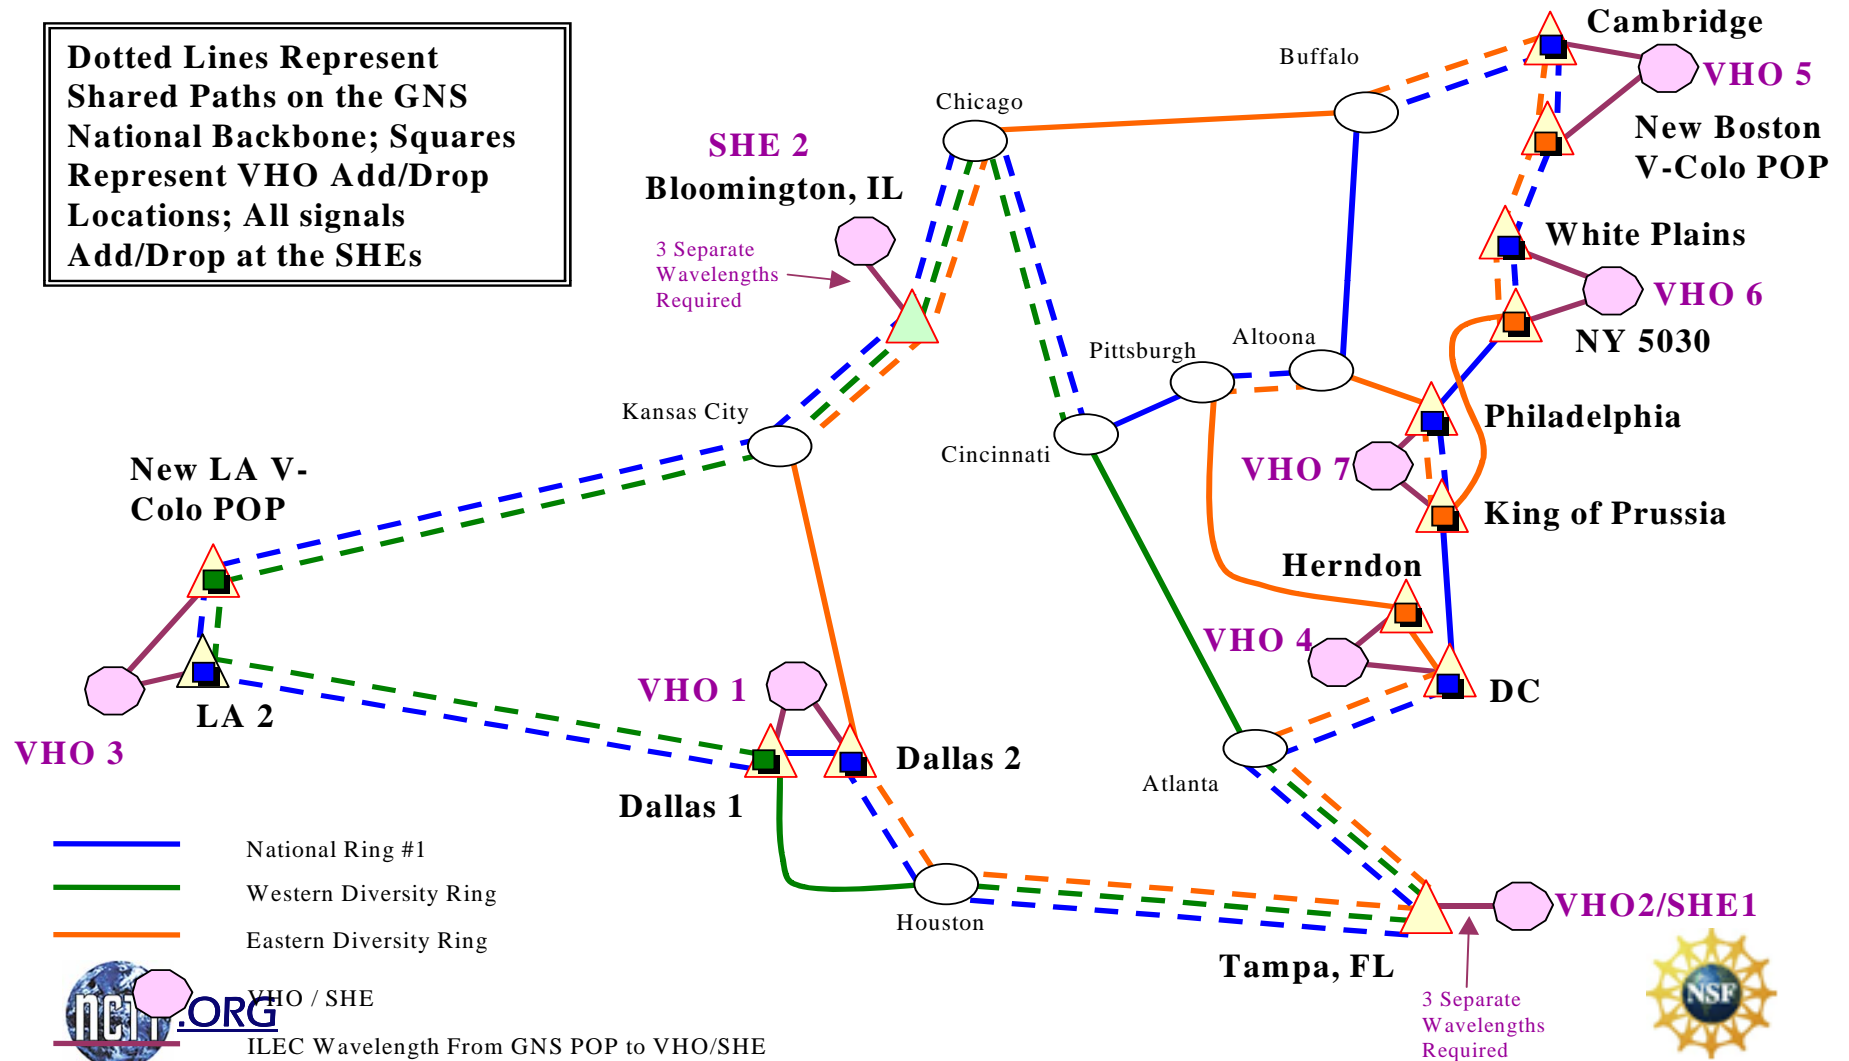 Dotted Lines Represent
Shared Paths on the GNS
National Backbone; Squares
Represent VHO Add/Drop
Locations; All signals
Add/Drop at the SHEs
Cambridge
Buffalo
VHO 5
Chicago
New Boston
V-Colo POP
SHE 2
Bloomington, IL
White Plains
3 Separate
Wavelengths
Required
VHO 6
NY 5030
Altoona
Pittsburgh
Kansas City
Philadelphia
Cincinnati
VHO 7
New LA V-
Colo POP
King of Prussia
Herndon
VHO 4
VHO 1
DC
LA 2
VHO 3
Dallas 2
Dallas 1
Atlanta
National Ring #1
Western Diversity Ring
Houston
VHO2/SHE1
Eastern Diversity Ring
Tampa, FL
VHO / SHE
.ORG
NSF
3 Separate
Wavelengths
Required
ILEC Wavelength From GNS POP to VHO/SHE